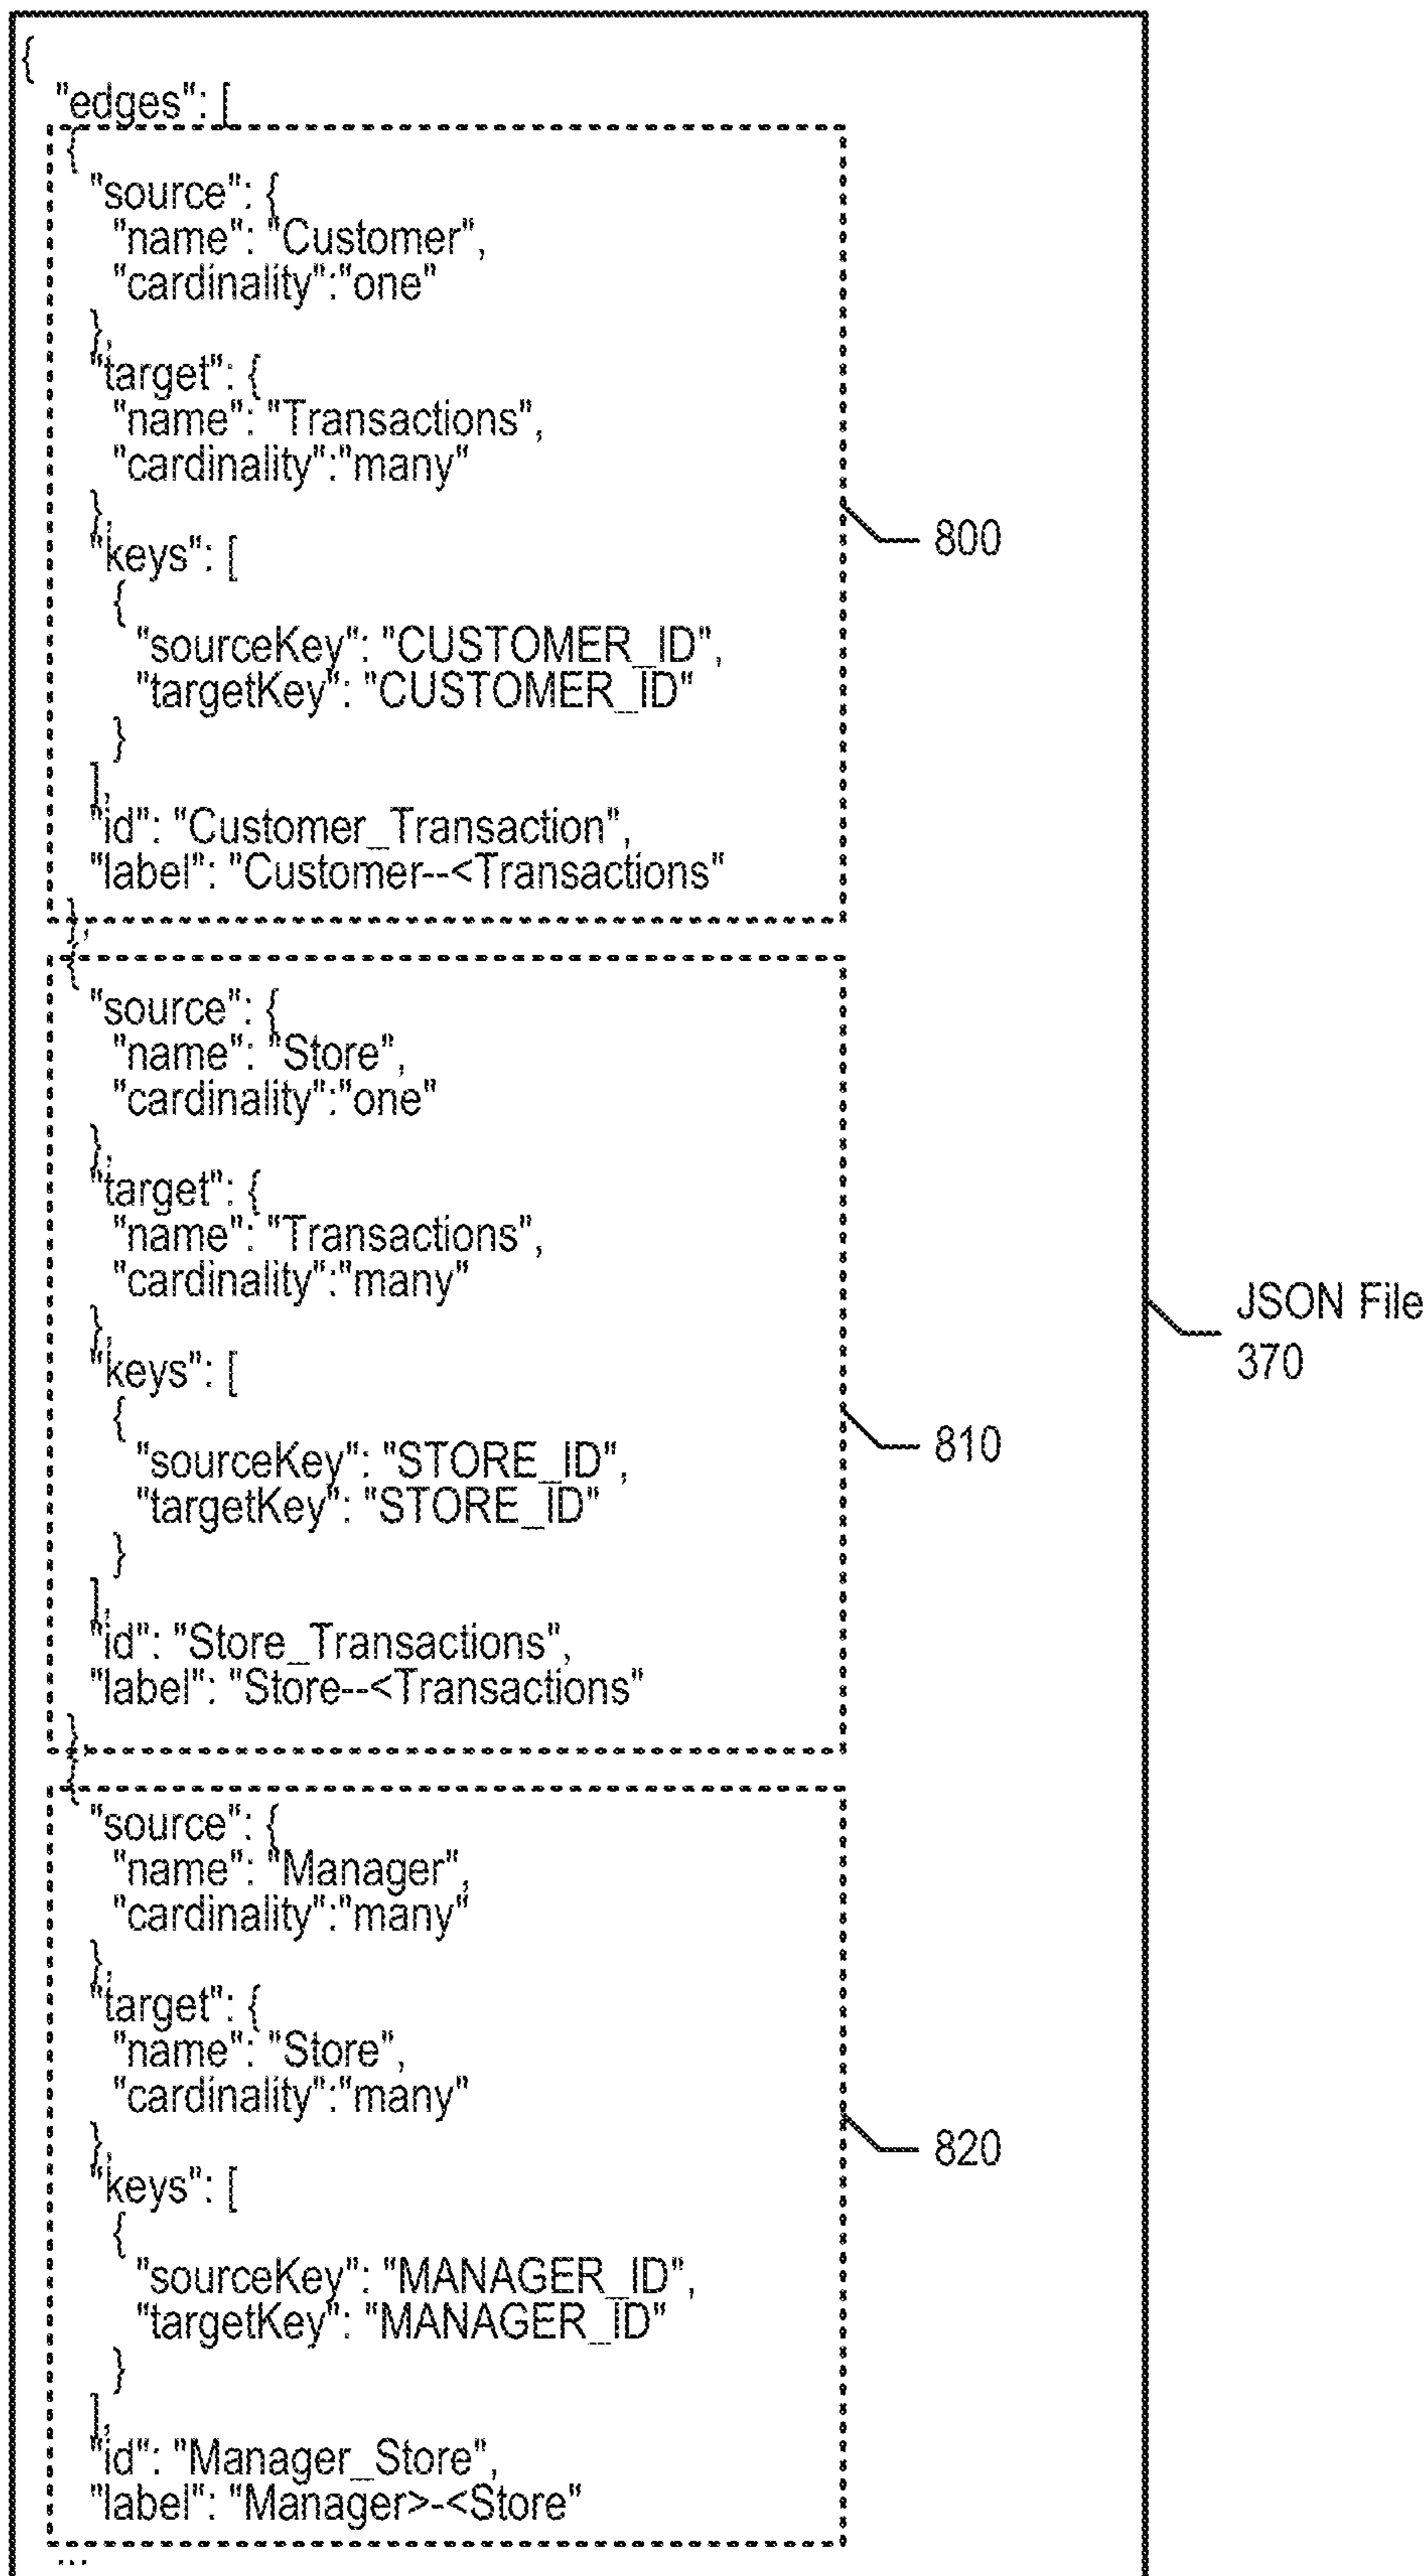 {
"edges": [
{
"source": {
"name": "Customer",
"cardinality":"one"
},
"target": {
"name": "Transactions",
"cardinality":"many"
},
"keys": [
{
"sourceKey": "CUSTOMER_ID",
"targetKey": "CUSTOMER_ID"
}
],
"id": "Customer_Transaction",
"label": "Customer--<Transactions"
},
800
{
"source": {
"name": "Store",
"cardinality":"one"
},
"target": {
"name": "Transactions",
"cardinality":"many"
},
"keys": [
{
"sourceKey": "STORE_ID",
"targetKey": "STORE_ID"
}
],
"id": "Store_Transactions",
"label": "Store--<Transactions"
},
810
{
"source": {
"name": "Manager",
"cardinality":"many"
},
"target": {
"name": "Store",
"cardinality":"many"
},
"keys": [
{
"sourceKey": "MANAGER_ID",
"targetKey": "MANAGER_ID"
}
],
"id": "Manager_Store",
"label": "Manager>-<Store"
820
...
JSON File
370